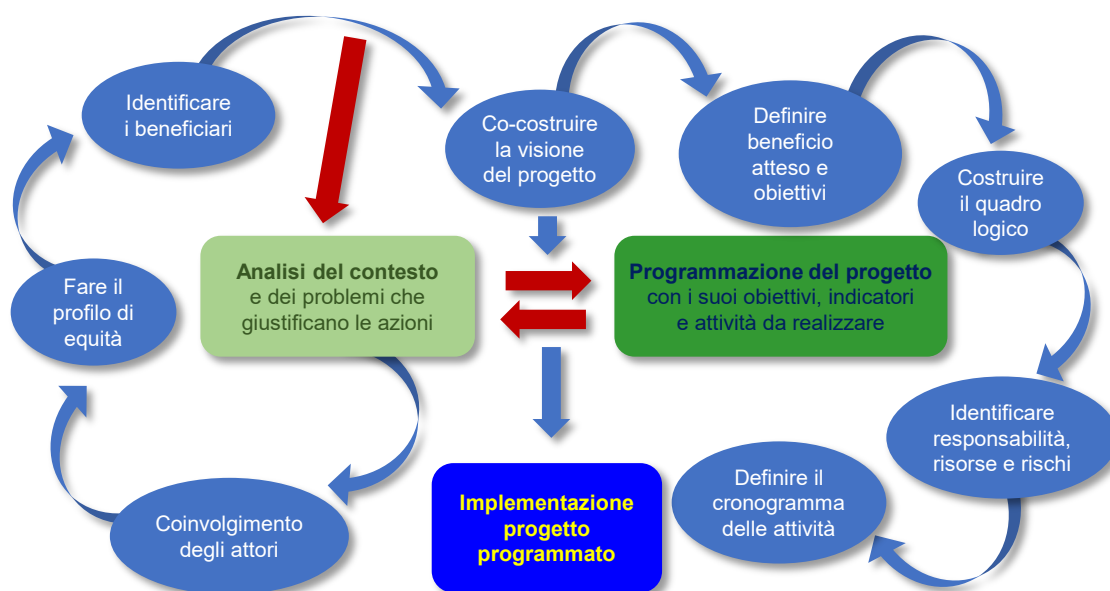 Identificare
i beneficiari
Co-costruire
la visione
del progetto
Definire
beneficio
atteso e
obiettivi
Costruire
il quadro
logico
Analisi del contesto
e dei problemi che
giustificano le azioni
Programmazione del progetto
con i suoi obiettivi, indicatori
e attività da realizzare
Fare il
profilo di
equità
Identificare
responsabilità,
risorse e rischi
Coinvolgimento
degli attori
Implementazione
progetto
programmato
Definire il
cronogramma
delle attività